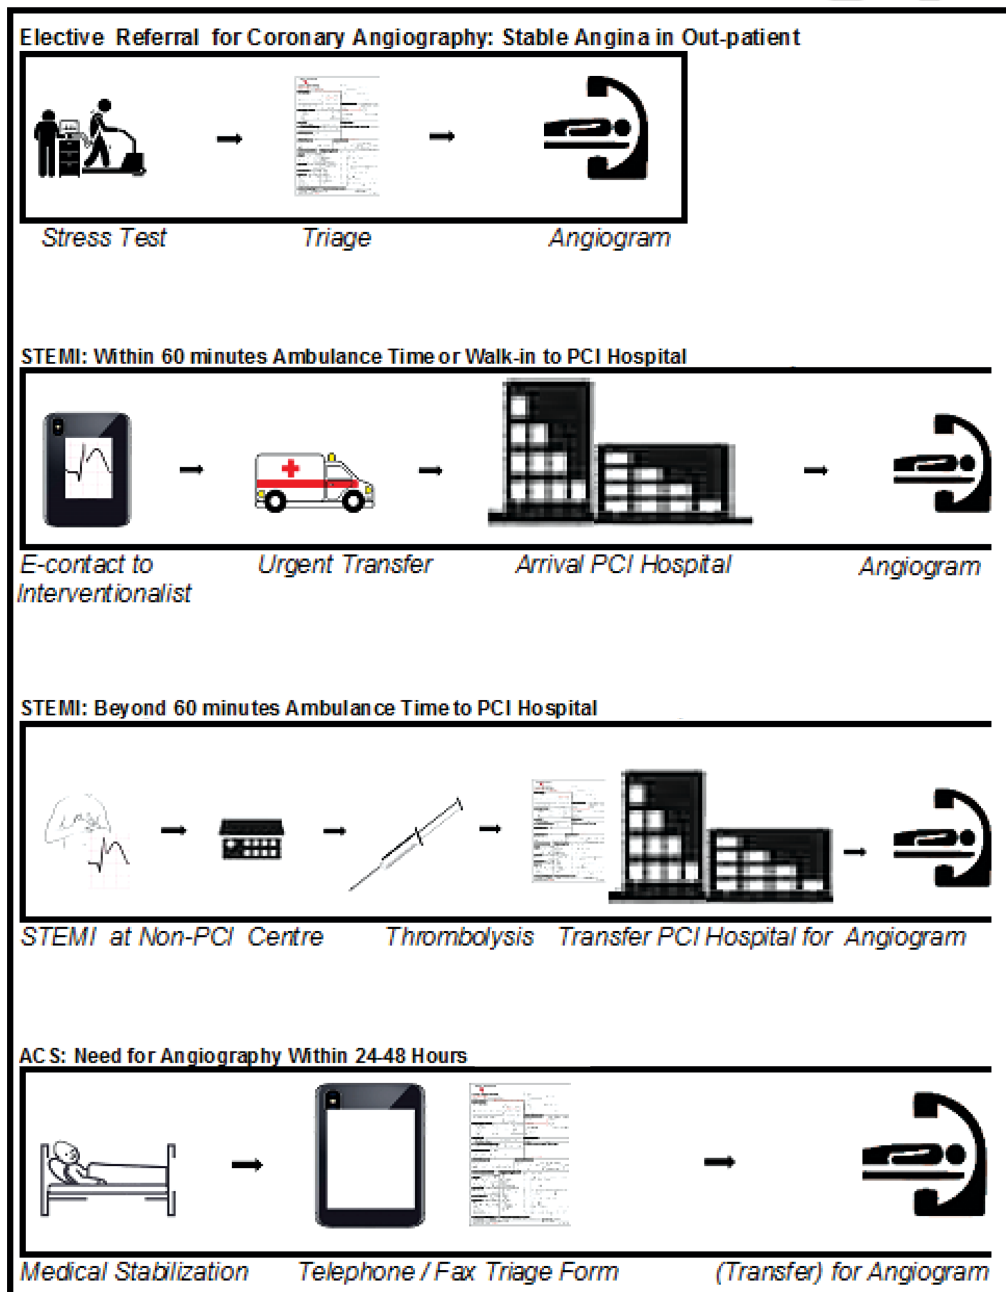 Elective Referral for Coronary Angiography: Stable Angina in Out-patient
Stress Test
Triage
Angiogram
STEMI: Within 60 minutes Ambulance Time or Walk-in to PCI Hospital
E-contact to
Interventionalist
Urgent Transfer
Arrival PCI Hospital
Angiogram
STEMI: Beyond 60 minutes Ambulance Time to PCI Hospital
STEMI at Non-PCI Centre
Thrombolysis
Transfer PCI Hospital for Angiogram
ACS: Need for Angiography Within 24-48 Hours
Medical Stabilization
Telephone / Fax Triage Form
(Transfer) for Angiogram